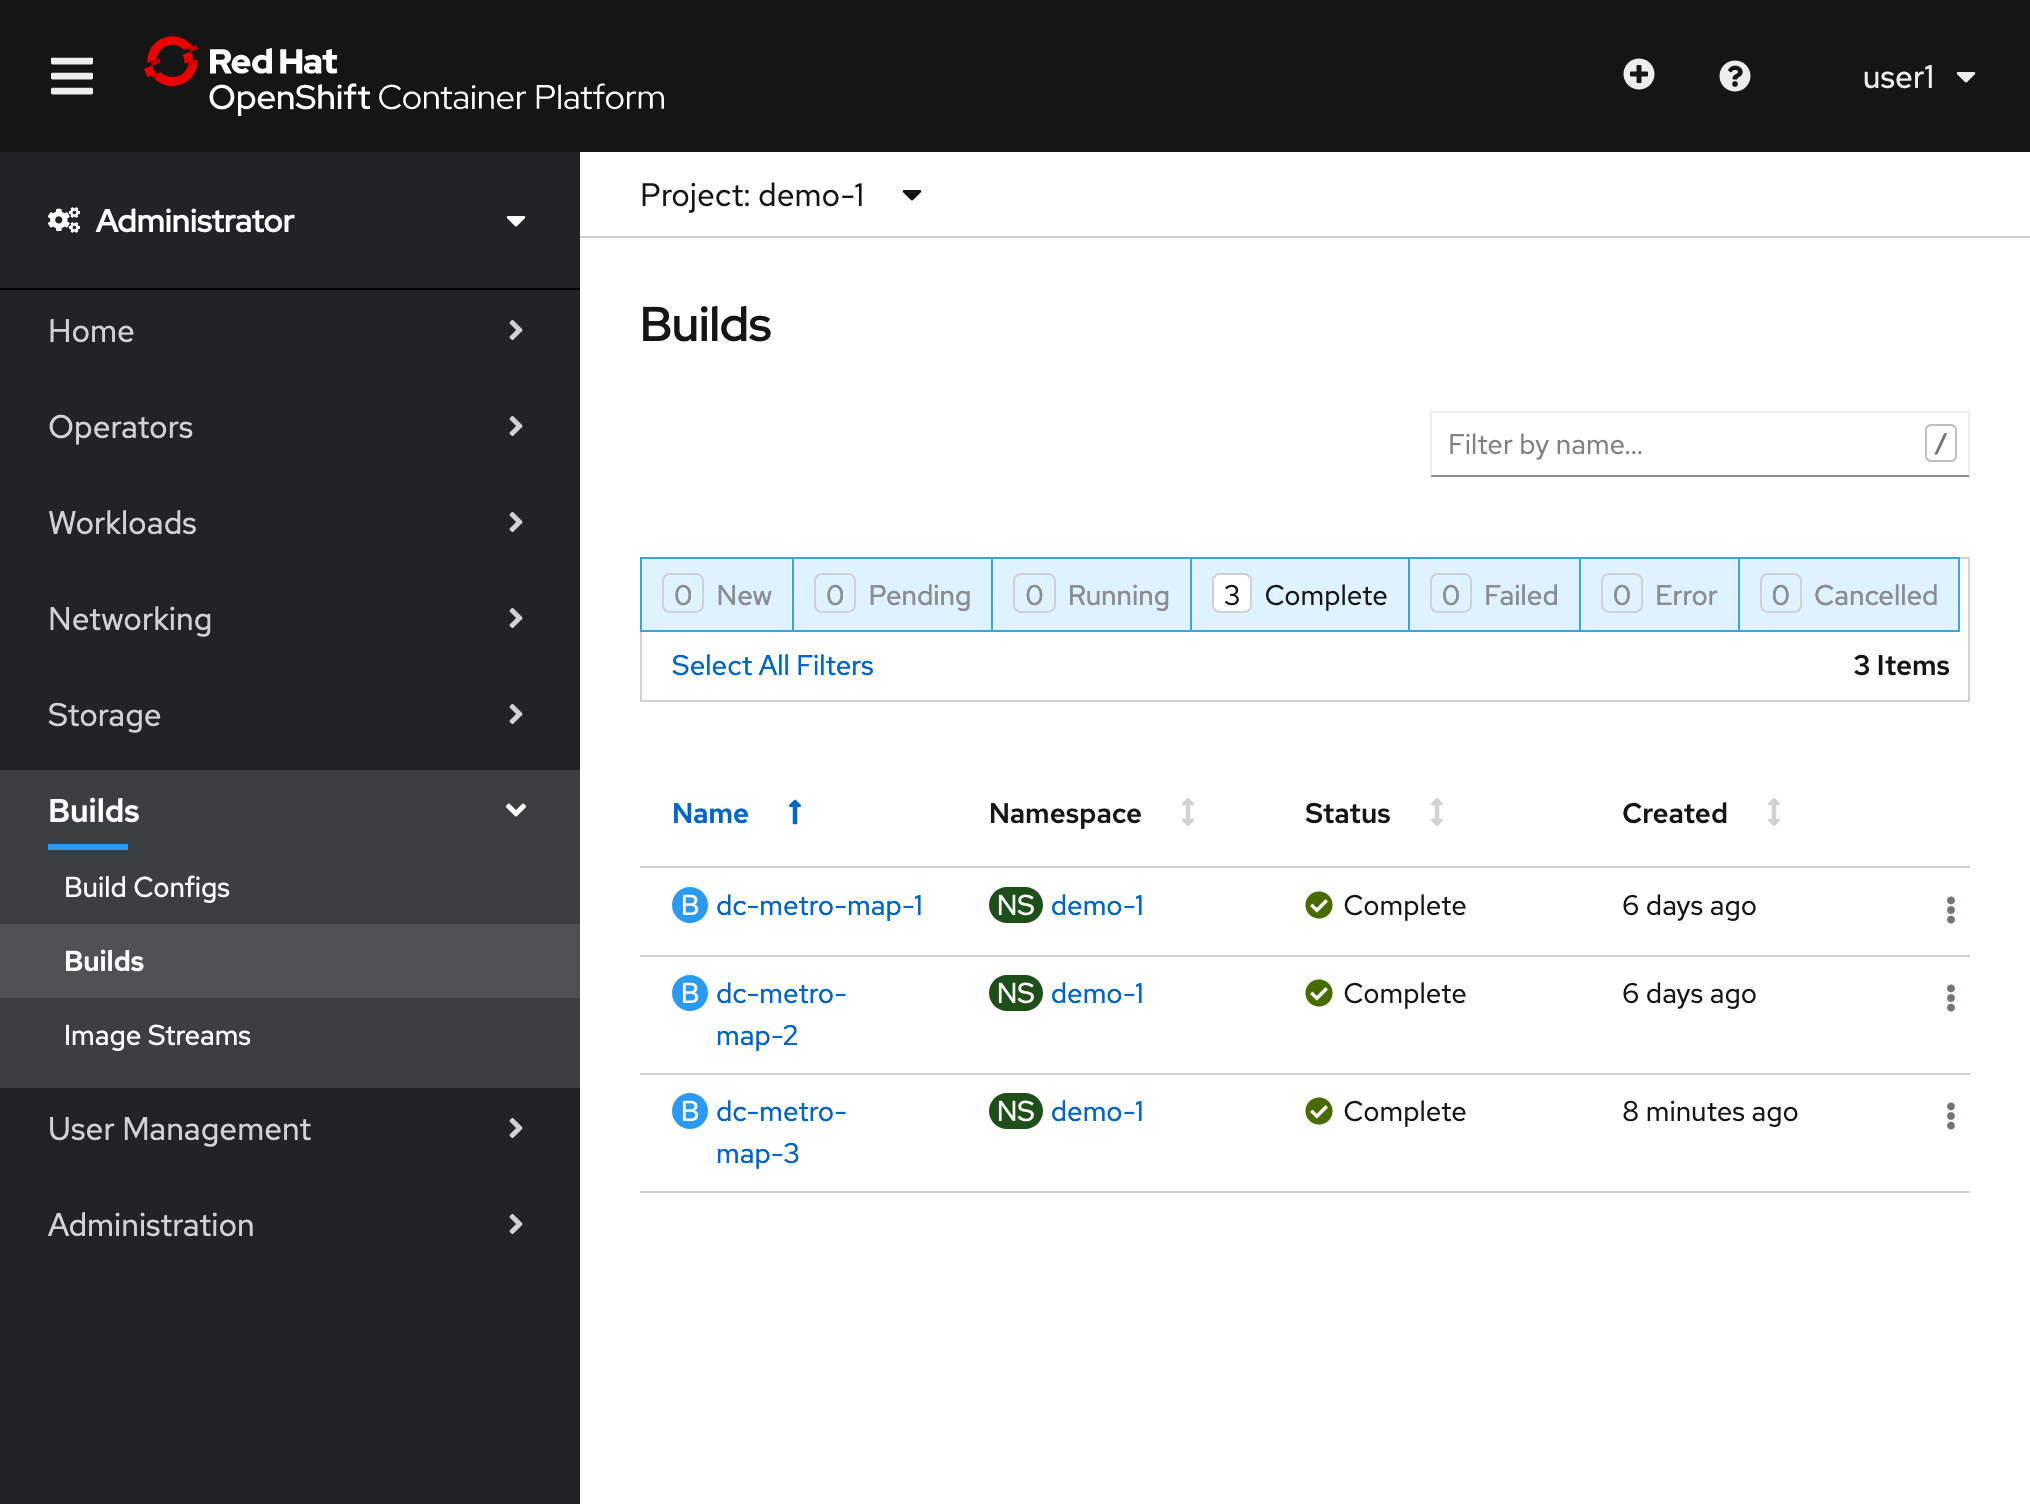 Red Hat
OpenShift Container Platform
user1
Administrator
Home
Operators
Workloads
Networking
Storage
Builds
Build Configs
Builds
Image Streams
User Management
Administration
Project: demo-1
Builds
Filter by name...
/
0 New 0 Pending 0 Running 3 Complete 0 Failed 0 Error 0 Cancelled
Select All Filters 3 Items
Name Namespace Status Created
B dc-metro-map-1 NS demo-1 Complete 6 days ago
B dc-metro- NS demo-1 Complete 6 days ago
map-2
B dc-metro- NS demo-1 Complete 8 minutes ago
map-3